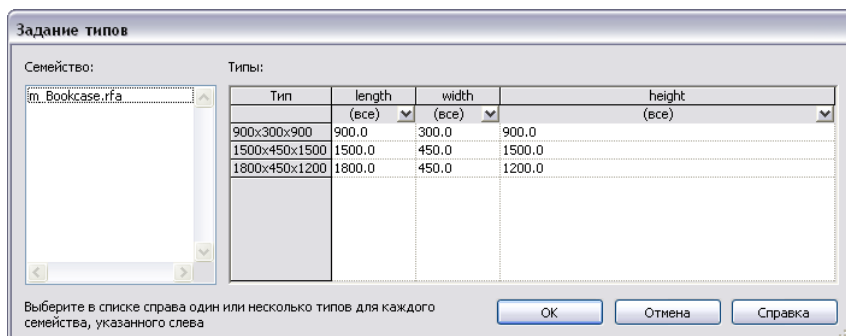 Задание типов
Семейство:
Типы:
m_Bookcase.rfa
Тип length width height
(все) (все) (все)
900x300x900 900.0 300.0 900.0
1500x450x1500 1500.0 450.0 1500.0
1800x450x1200 1800.0 450.0 1200.0
Выберите в списке справа один или несколько типов для каждого
семейства, указанного слева
OK Отмена Справка